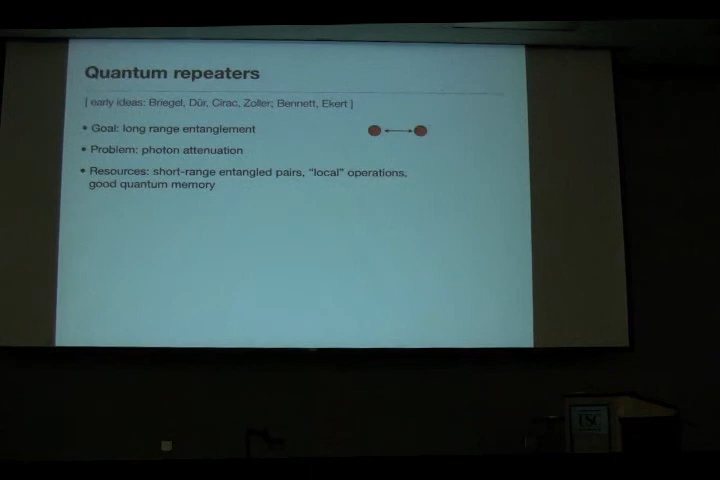 Quantum repeaters
[ early ideas: Briegel, Dür, Cirac, Zoller; Bennett, Ekert ]
• Goal: long range entanglement
• Problem: photon attenuation
• Resources: short-range entangled pairs, “local” operations,
good quantum memory
USC